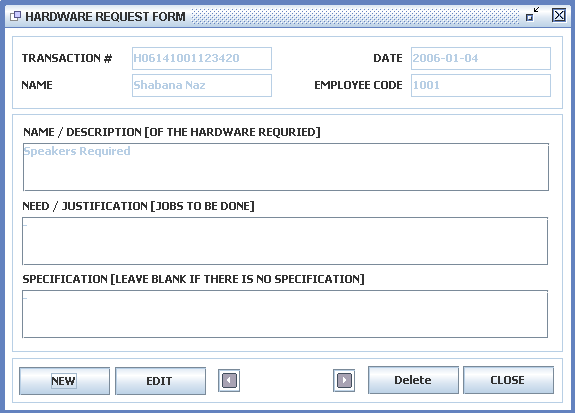 HARDWARE REQUEST FORM
TRANSACTION # H06141001123420 DATE 2006-01-04
NAME Shabana Naz EMPLOYEE CODE 1001
NAME / DESCRIPTION [OF THE HARDWARE REQURIED]
Speakers Required
NEED / JUSTIFICATION [JOBS TO BE DONE]
-
SPECIFICATION [LEAVE BLANK IF THERE IS NO SPECIFICATION]
-
NEW EDIT Delete CLOSE